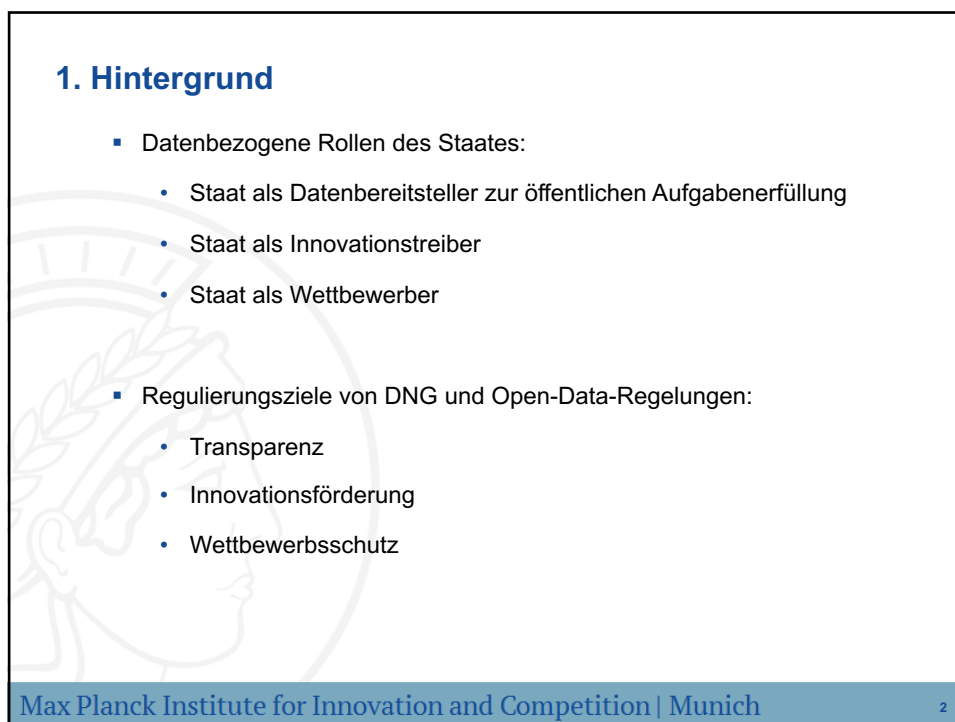 1. Hintergrund
▪ Datenbezogene Rollen des Staates:
• Staat als Datenbereitsteller zur öffentlichen Aufgabenerfüllung
• Staat als Innovationstreiber
• Staat als Wettbewerber
▪ Regulierungsziele von DNG und Open-Data-Regelungen:
• Transparenz
• Innovationsförderung
• Wettbewerbsschutz
Max Planck Institute for Innovation and Competition | Munich 2